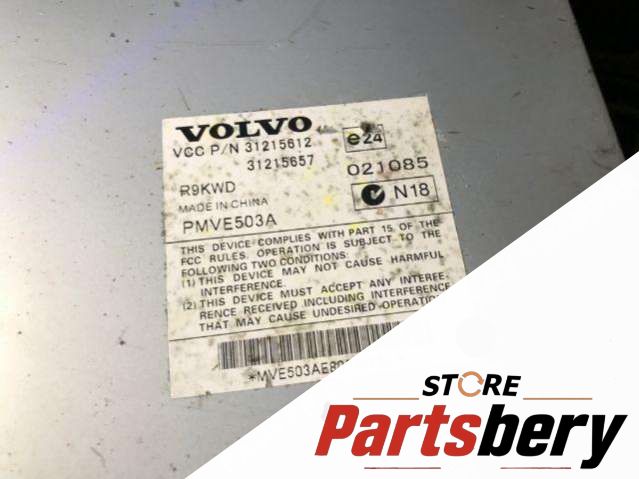 VOLVO
VCC P/N 31215612
31215657
e24
021085
R9KWD
N18
MADE IN CHINA
PMVE503A
THIS DEVICE COMPLIES WITH PART 15 OF THE
FCC RULES. OPERATION IS SUBJECT TO THE
FOLLOWING TWO CONDITIONS:
(1) THIS DEVICE MAY NOT CAUSE HARMFUL
INTERFERENCE.
(2) THIS DEVICE MUST ACCEPT ANY INTERFE-
RENCE RECEIVED INCLUDING INTERFERENCE
THAT MAY CAUSE UNDESIRED OPERATION
STORE
Partsbery